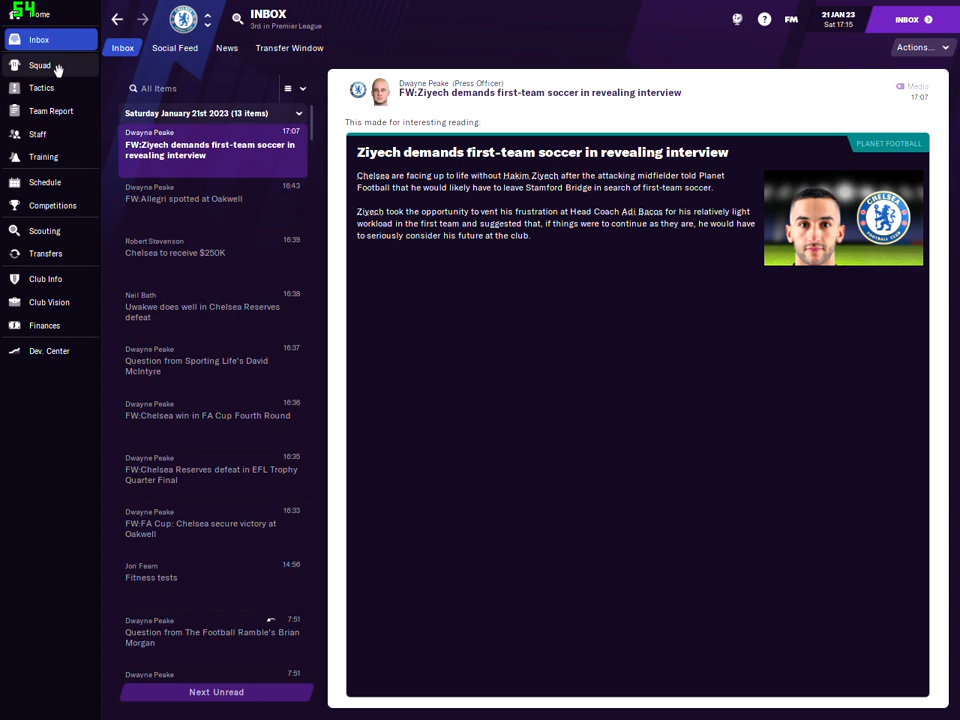 54
Home
Inbox
Squad
Tactics
Team Report
Staff
Training
Schedule
Competitions
Scouting
Transfers
Club Info
Club Vision
Finances
Dev. Center
INBOX
3rd in Premier League
FM
21 JAN 23
Sat 17:15
INBOX
Inbox
Social Feed
News
Transfer Window
Actions...
All Items
Saturday January 21st 2023 (13 items)
Dwayne Peake 17:07
FW:Ziyech demands first-team soccer in
revealing interview
Dwayne Peake 16:43
FW:Allegri spotted at Oakwell
Robert Stevenson 16:39
Chelsea to receive $250K
Neil Bath 16:38
Uwakwe does well in Chelsea Reserves
defeat
Dwayne Peake 16:37
Question from Sporting Life's David
McIntyre
Dwayne Peake 16:36
FW:Chelsea win in FA Cup Fourth Round
Dwayne Peake 16:35
FW:Chelsea Reserves defeat in EFL Trophy
Quarter Final
Dwayne Peake 16:33
FW:FA Cup: Chelsea secure victory at
Oakwell
Jon Fearn 14:56
Fitness tests
Dwayne Peake 7:51
Question from The Football Ramble's Brian
Morgan
Dwayne Peake 7:51
Next Unread
Dwayne Peake (Press Officer)
FW:Ziyech demands first-team soccer in revealing interview
Media
17:07
This made for interesting reading:
PLANET FOOTBALL
Ziyech demands first-team soccer in revealing interview
Chelsea are facing up to life without Hakim Ziyech after the attacking midfielder told Planet
Football that he would likely have to leave Stamford Bridge in search of first-team soccer.
Ziyech took the opportunity to vent his frustration at Head Coach Adi Bacos for his relatively light
workload in the first team and suggested that, if things were to continue as they are, he would have
to seriously consider his future at the club.
CHELSEA
FOOTBALL CLUB